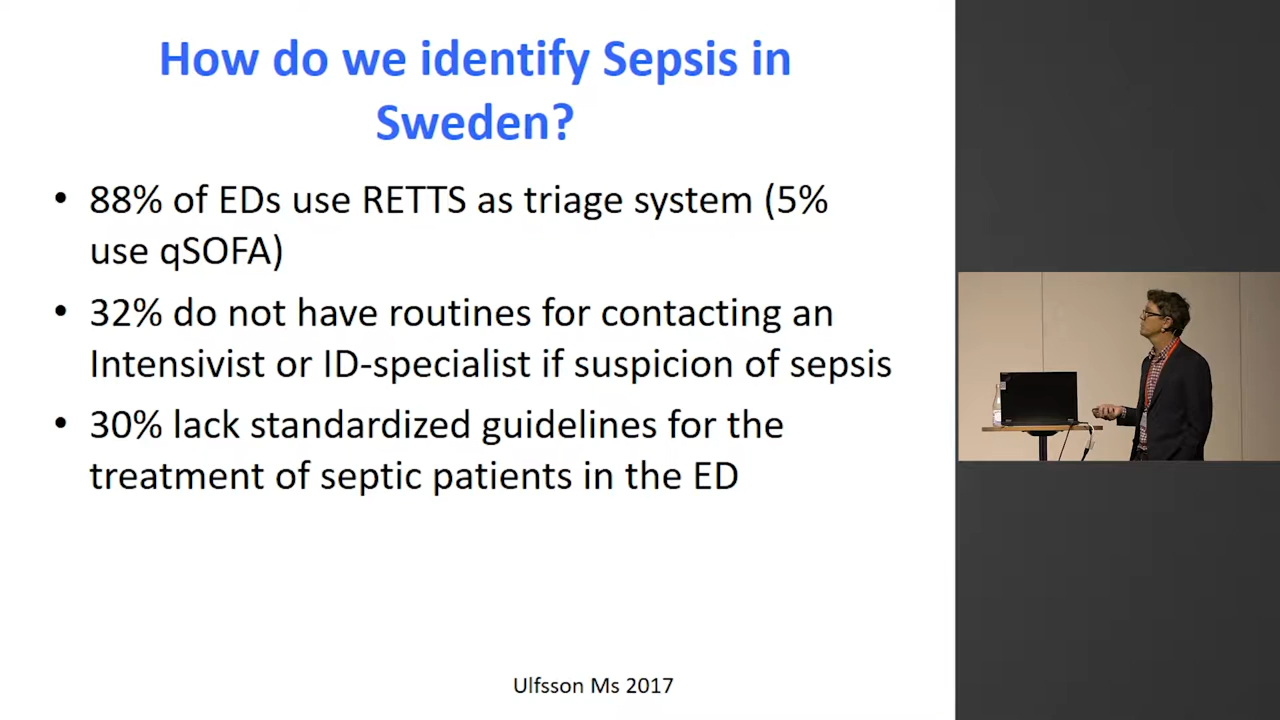 How do we identify Sepsis in
Sweden?
• 88% of EDs use RETTS as triage system (5%
use qSOFA)
• 32% do not have routines for contacting an
Intensivist or ID-specialist if suspicion of sepsis
• 30% lack standardized guidelines for the
treatment of septic patients in the ED
Ulfsson Ms 2017